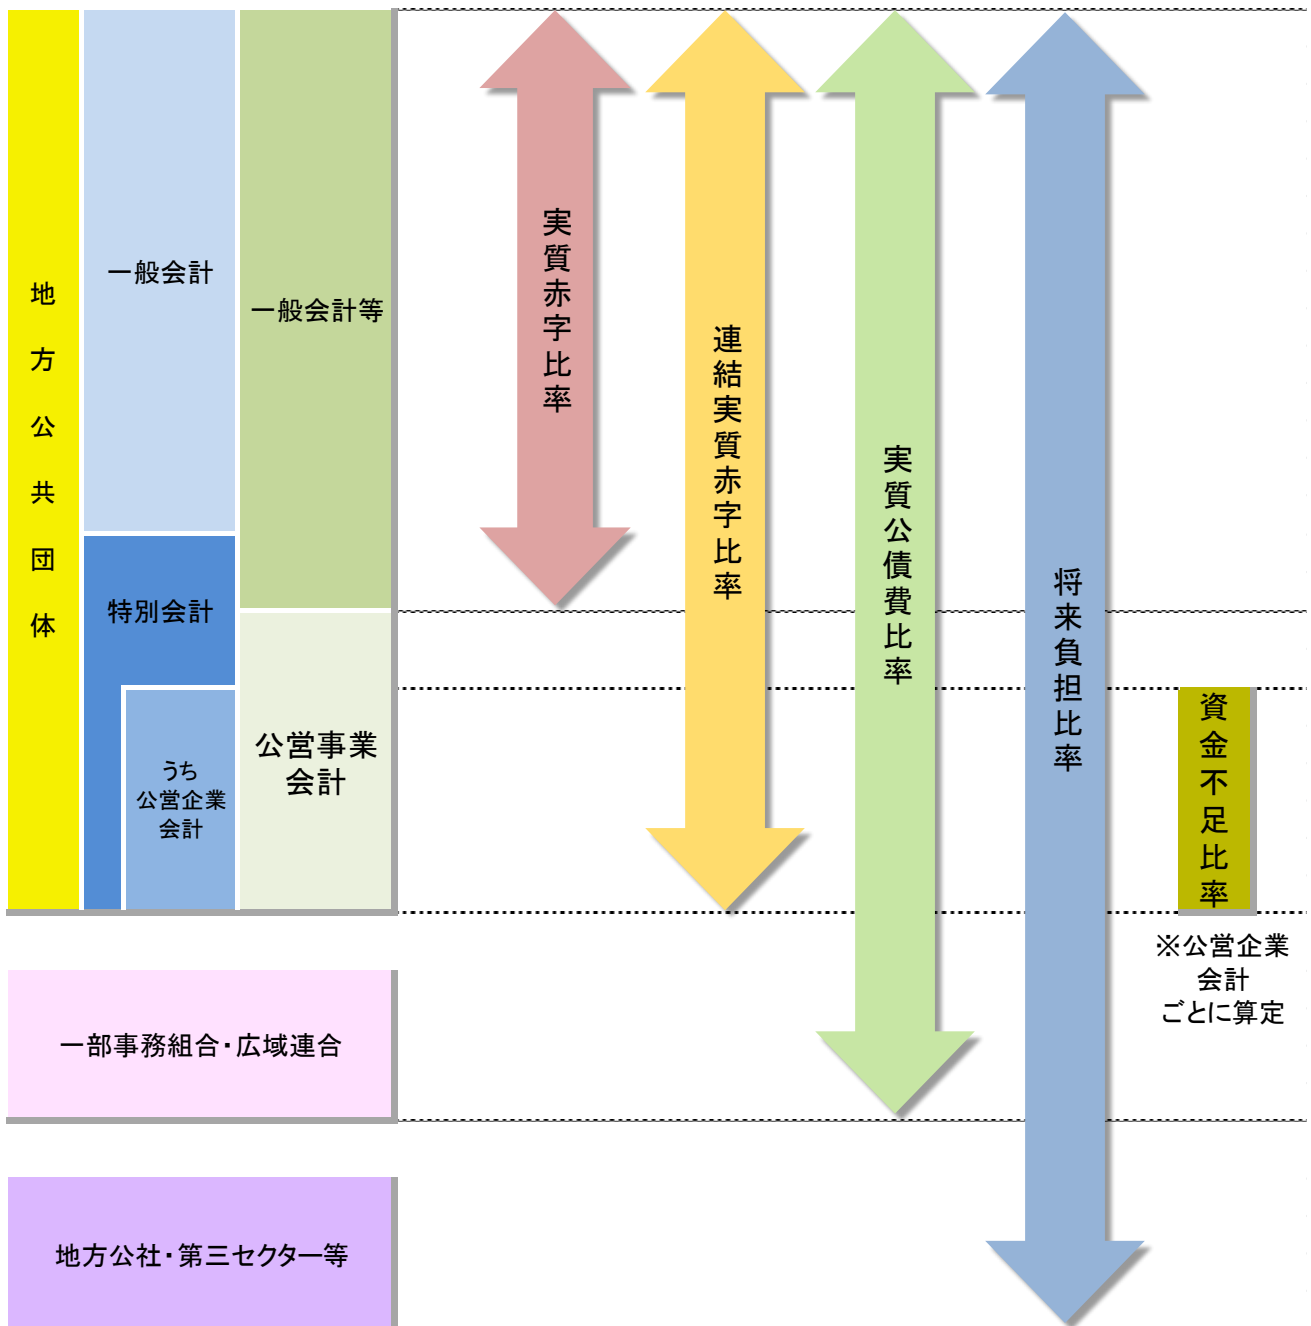 地方公共団体
一般会計
一般会計等
特別会計
うち
公営企業
会計
公営事業
会計
実質赤字比率
連結実質赤字比率
実質公債費比率
将来負担比率
資金不足比率
※公営企業
会計
ごとに算定
一部事務組合・広域連合
地方公社・第三セクター等